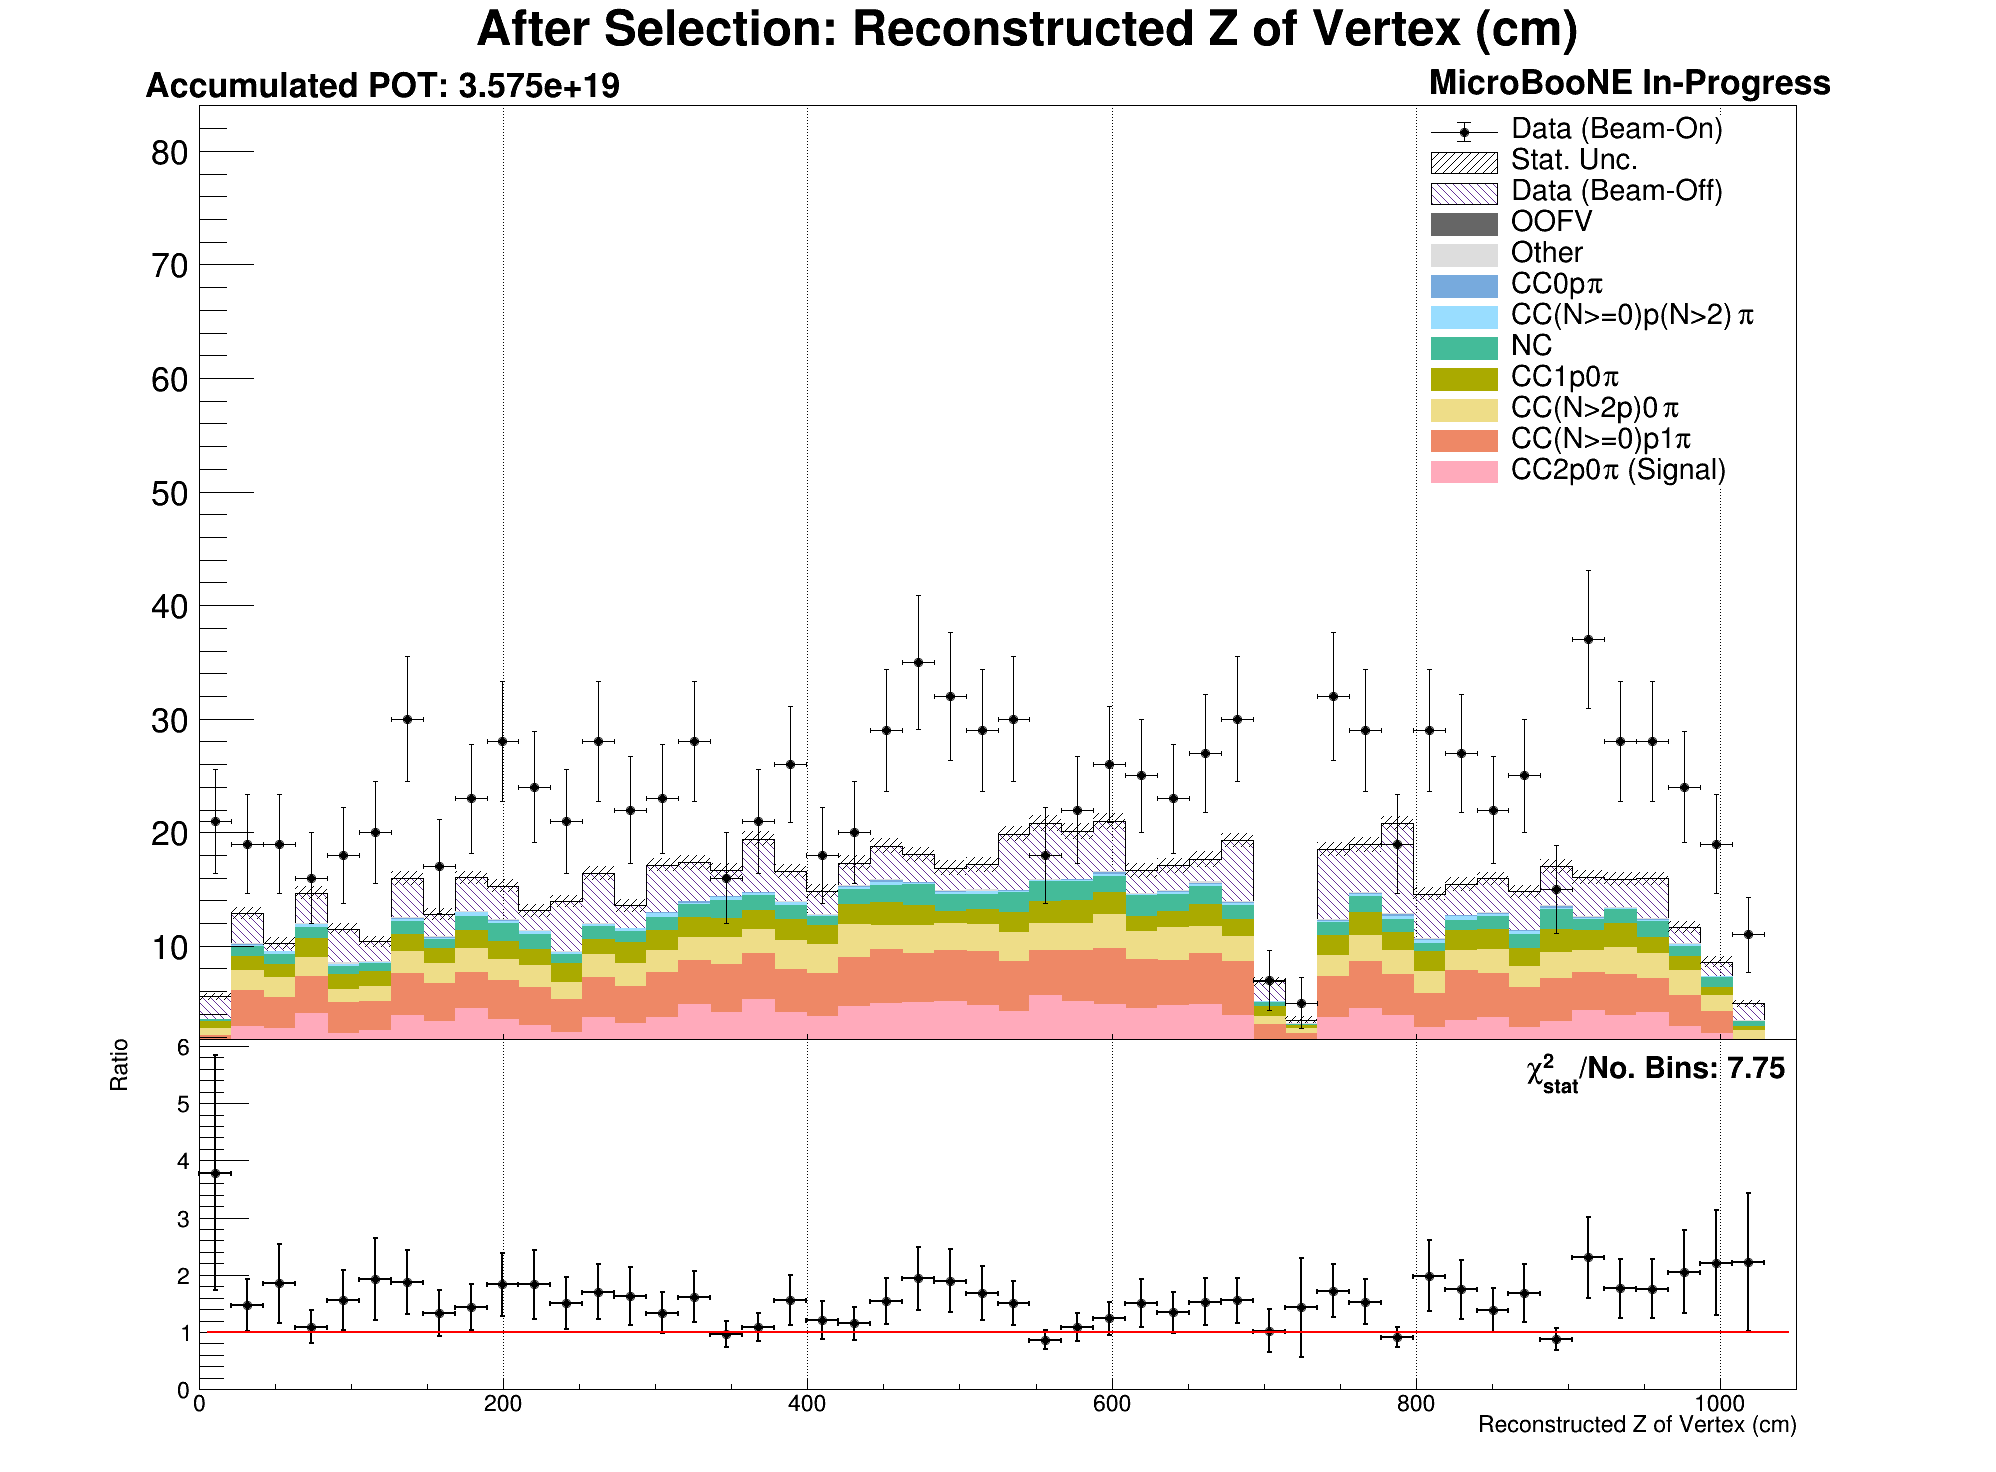 After Selection: Reconstructed Z of Vertex (cm)
Accumulated POT: 3.575e+19
MicroBooNE In-Progress
Data (Beam-On)
Stat. Unc.
Data (Beam-Off)
OOFV
Other
CC0pπ
CC(N>=0)p(N>2) π
NC
CC1p0π
CC(N>2p)0 π
CC(N>=0)p1π
CC2p0π (Signal)
80
70
60
50
40
30
20
10
Ratio
χ²stat/No. Bins: 7.75
6
5
4
3
2
1
0
0 200 400 600 800 1000
Reconstructed Z of Vertex (cm)